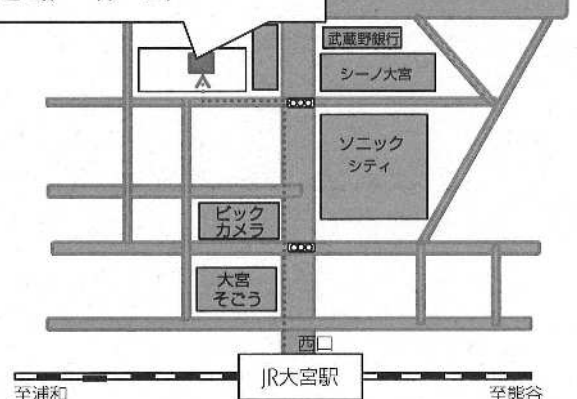 武蔵野銀行
シーノ大宮
ソニック
シティ
ビック
カメラ
大宮
そごう
西口
JR大宮駅
至浦和
至熊谷